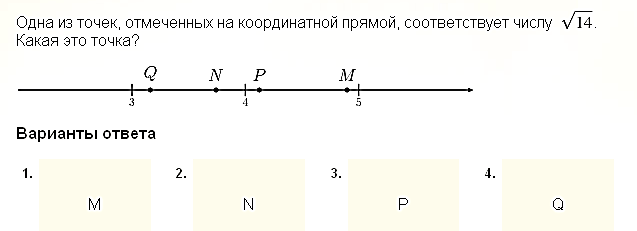 Одна из точек, отмеченных на координатной прямой, соответствует числу √14.
Какая это точка?
Q N P M
3 4 5
Варианты ответа
1. 2. 3. 4.
M N P Q